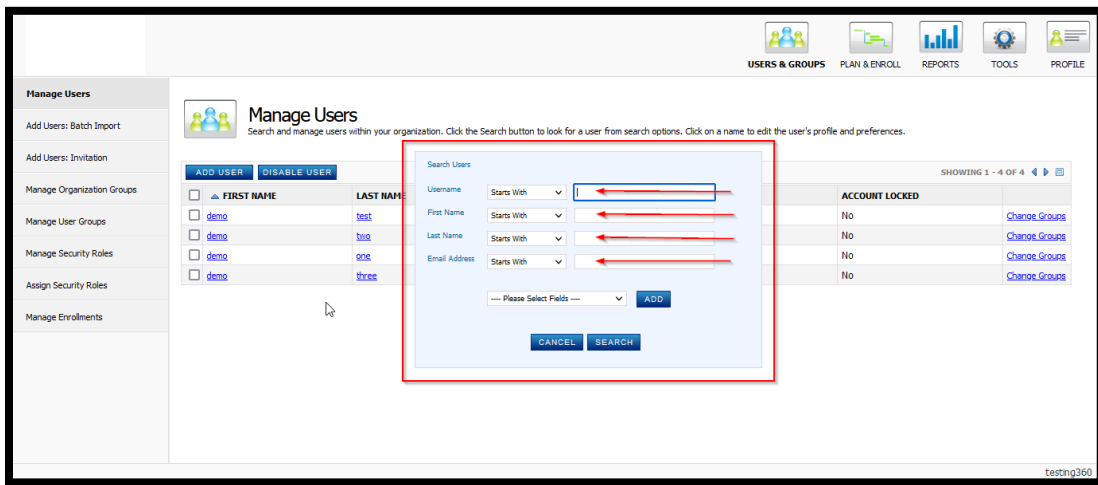 USERS & GROUPS PLAN & ENROLL REPORTS TOOLS PROFILE
Manage Users
Add Users: Batch Import
Add Users: Invitation
Manage Organization Groups
Manage User Groups
Manage Security Roles
Assign Security Roles
Manage Enrollments
Manage Users
Search and manage users within your organization. Click the Search button to look for a user from search options. Click on a name to edit the user's profile and preferences.
ADD USER DISABLE USER
SHOWING 1 - 4 OF 4
FIRST NAME LAST NAME ACCOUNT LOCKED
demo test No Change Groups
demo two No Change Groups
demo one No Change Groups
demo three No Change Groups
Search Users
Username Starts With
First Name Starts With
Last Name Starts With
Email Address Starts With
---- Please Select Fields ---- ADD
CANCEL SEARCH
testing360